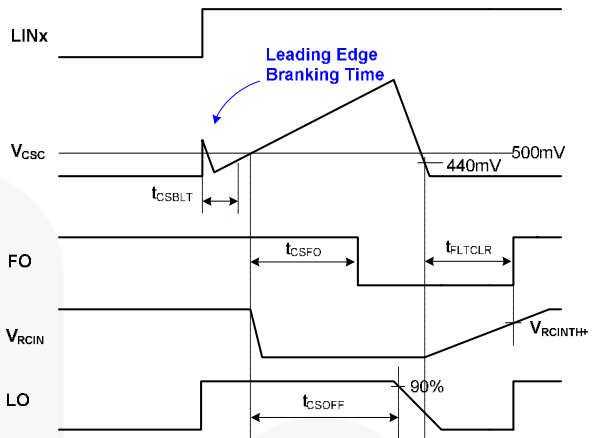 LINx
Leading Edge
Branking Time
VCSC
500mV
440mV
tCSBLT
FO
tCSFO
tFLTCLR
VRCIN
VRCINTH+
LO
90%
tCSOFF